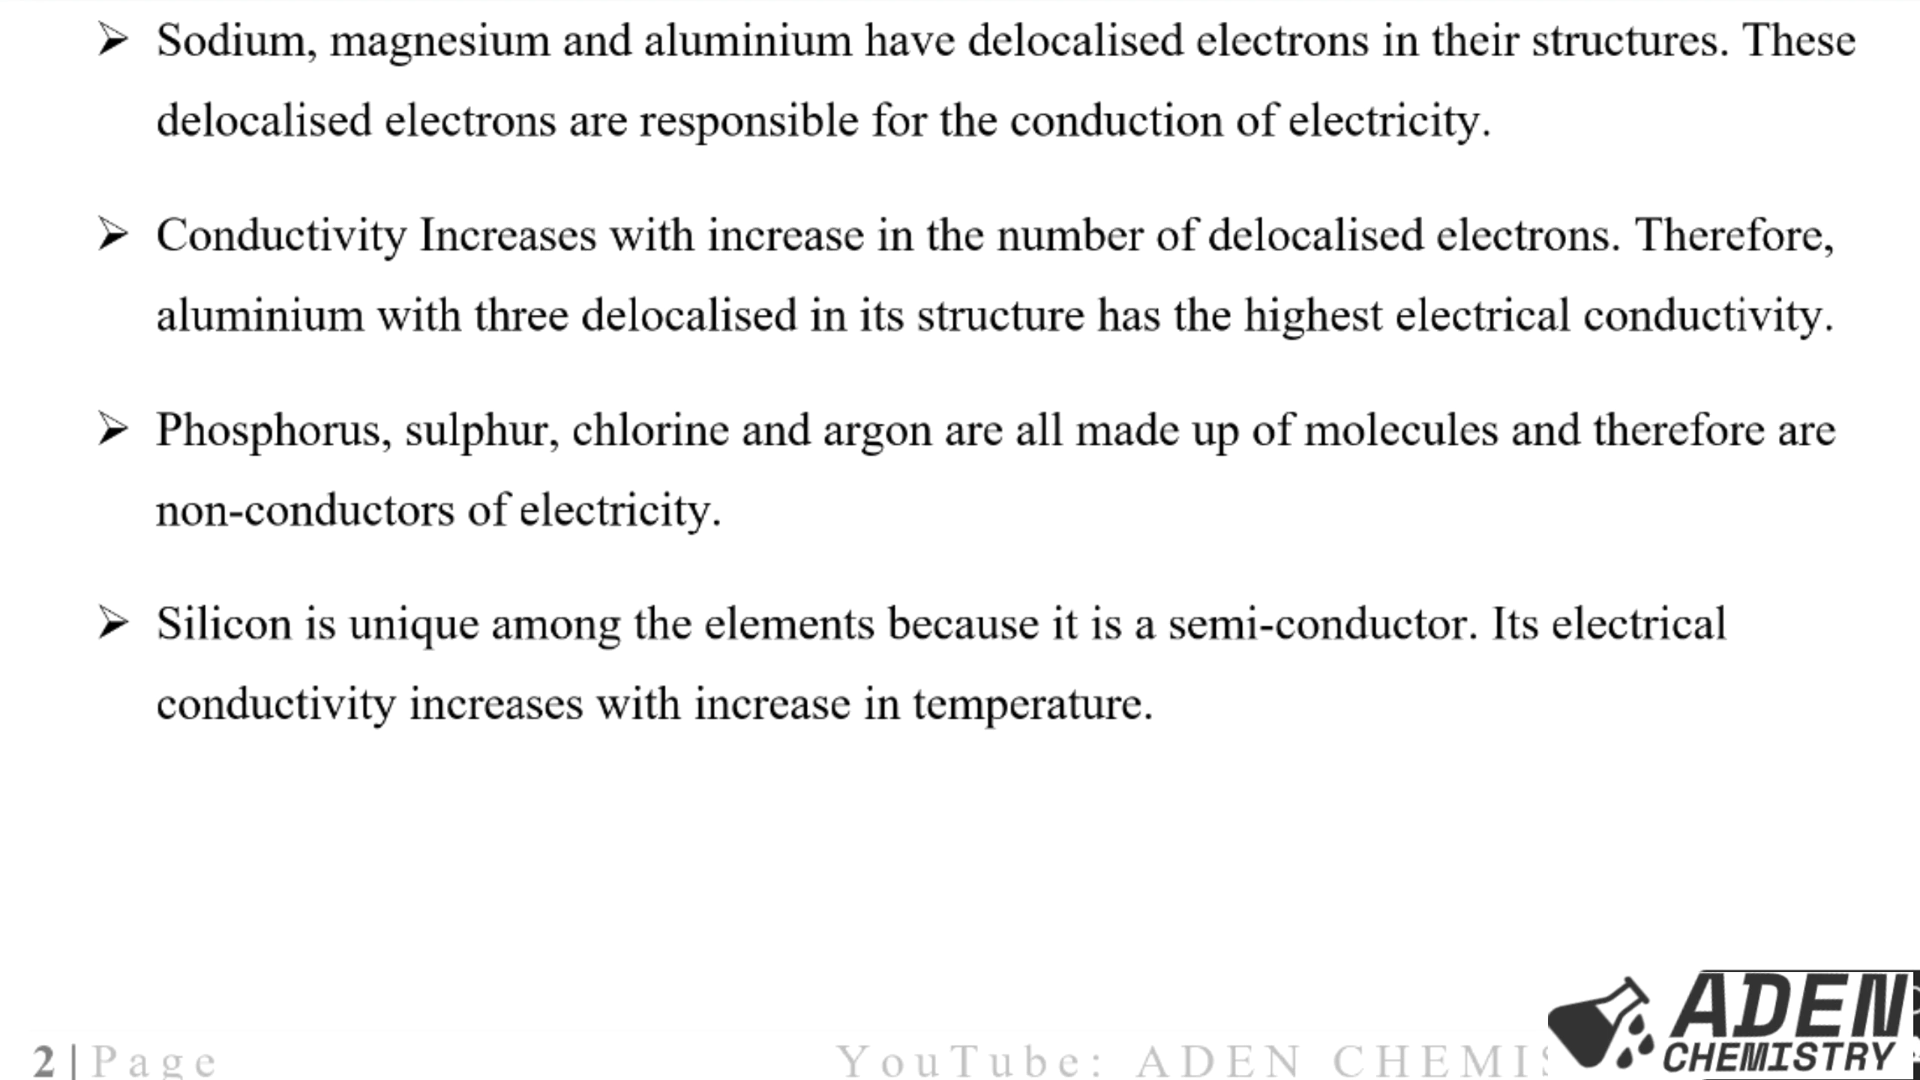 ➢ Sodium, magnesium and aluminium have delocalised electrons in their structures. These
delocalised electrons are responsible for the conduction of electricity.
➢ Conductivity Increases with increase in the number of delocalised electrons. Therefore,
aluminium with three delocalised in its structure has the highest electrical conductivity.
➢ Phosphorus, sulphur, chlorine and argon are all made up of molecules and therefore are
non-conductors of electricity.
➢ Silicon is unique among the elements because it is a semi-conductor. Its electrical
conductivity increases with increase in temperature.
2 | Page
YouTube: ADEN CHEMIS
ADEN
CHEMISTRY